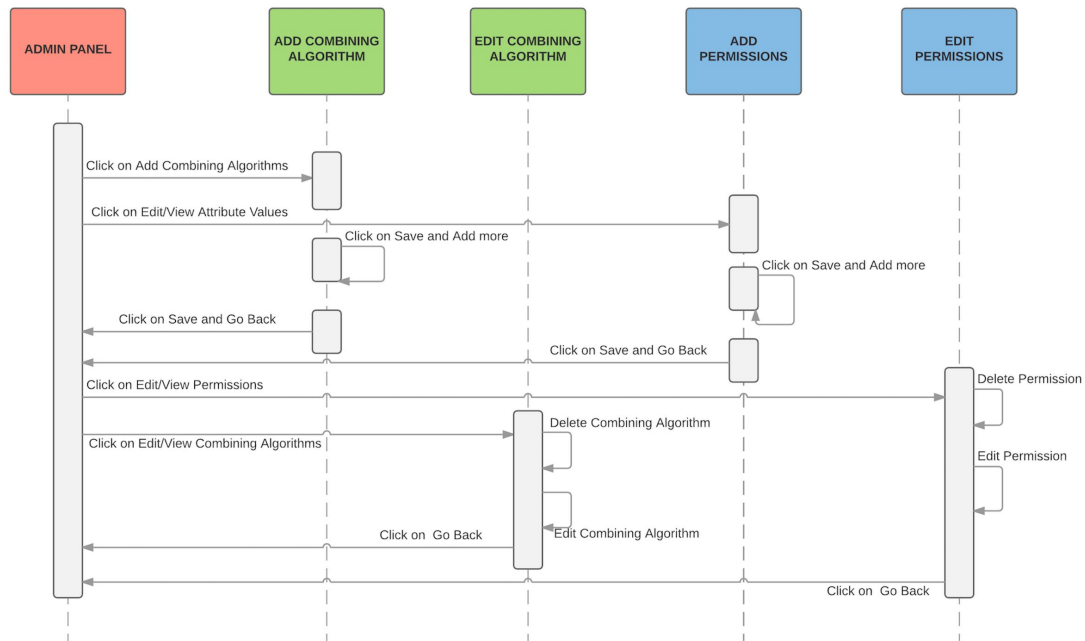 ADMIN PANEL
ADD COMBINING
ALGORITHM
EDIT COMBINING
ALGORITHM
ADD
PERMISSIONS
EDIT
PERMISSIONS
Click on Add Combining Algorithms
Click on Edit/View Attribute Values
Click on Save and Add more
Click on Save and Add more
Click on Save and Go Back
Click on Save and Go Back
Click on Edit/View Permissions
Delete Permission
Delete Combining Algorithm
Click on Edit/View Combining Algorithms
Edit Permission
Edit Combining Algorithm
Click on  Go Back
Click on  Go Back